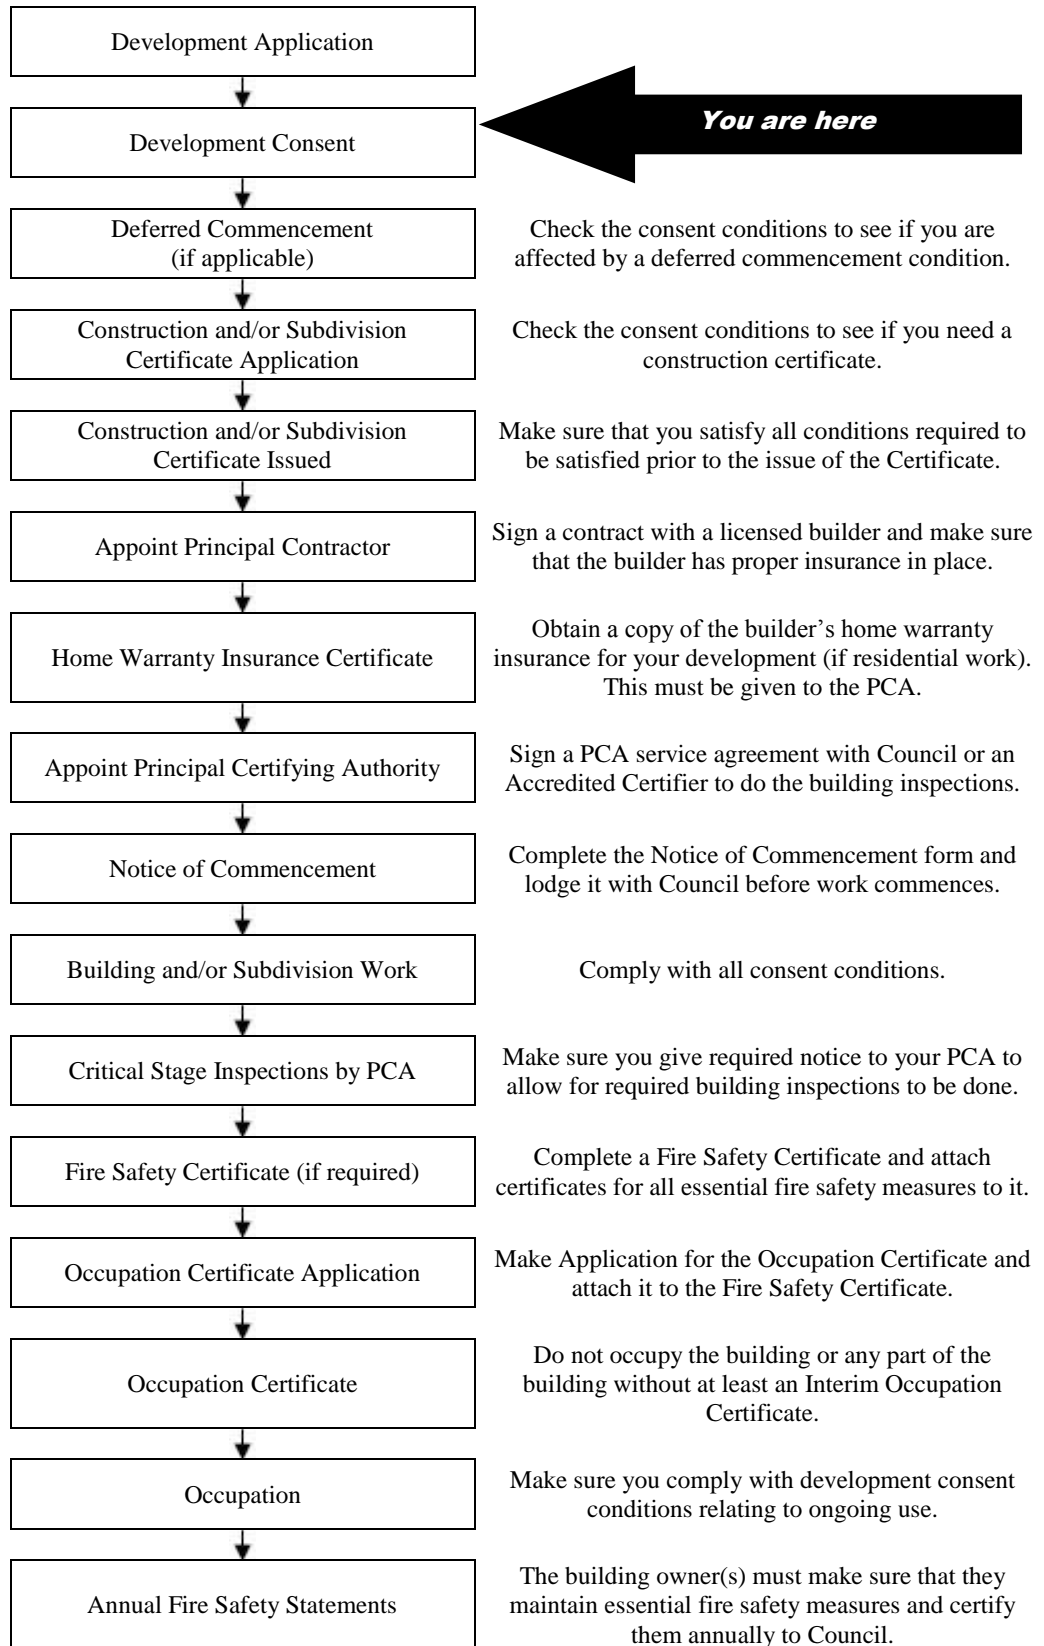 Development Application
Development Consent
You are here
Deferred Commencement
(if applicable)
Check the consent conditions to see if you are
affected by a deferred commencement condition.
Construction and/or Subdivision
Certificate Application
Check the consent conditions to see if you need a
construction certificate.
Construction and/or Subdivision
Certificate Issued
Make sure that you satisfy all conditions required to
be satisfied prior to the issue of the Certificate.
Appoint Principal Contractor
Sign a contract with a licensed builder and make sure
that the builder has proper insurance in place.
Home Warranty Insurance Certificate
Obtain a copy of the builder’s home warranty
insurance for your development (if residential work).
This must be given to the PCA.
Appoint Principal Certifying Authority
Sign a PCA service agreement with Council or an
Accredited Certifier to do the building inspections.
Notice of Commencement
Complete the Notice of Commencement form and
lodge it with Council before work commences.
Building and/or Subdivision Work
Comply with all consent conditions.
Critical Stage Inspections by PCA
Make sure you give required notice to your PCA to
allow for required building inspections to be done.
Fire Safety Certificate (if required)
Complete a Fire Safety Certificate and attach
certificates for all essential fire safety measures to it.
Occupation Certificate Application
Make Application for the Occupation Certificate and
attach it to the Fire Safety Certificate.
Occupation Certificate
Do not occupy the building or any part of the
building without at least an Interim Occupation
Certificate.
Occupation
Make sure you comply with development consent
conditions relating to ongoing use.
Annual Fire Safety Statements
The building owner(s) must make sure that they
maintain essential fire safety measures and certify
them annually to Council.